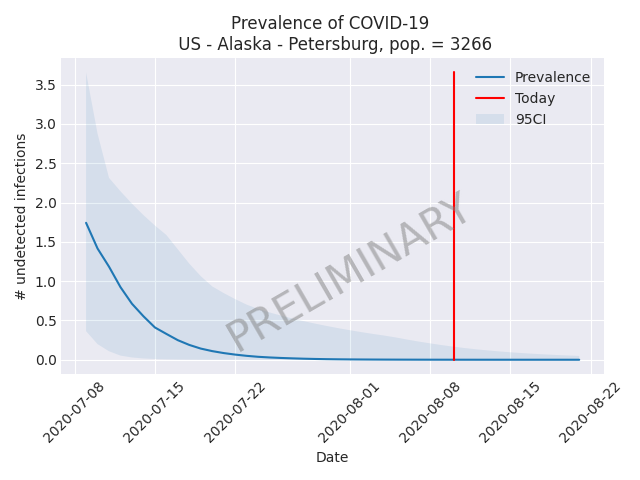 Prevalence of COVID-19
US - Alaska - Petersburg, pop. = 3266
Prevalence
Today
95CI
# undetected infections
3.5
3.0
2.5
2.0
1.5
1.0
0.5
0.0
PRELIMINARY
2020-07-08
2020-07-15
2020-07-22
2020-08-01
2020-08-08
2020-08-15
2020-08-22
Date